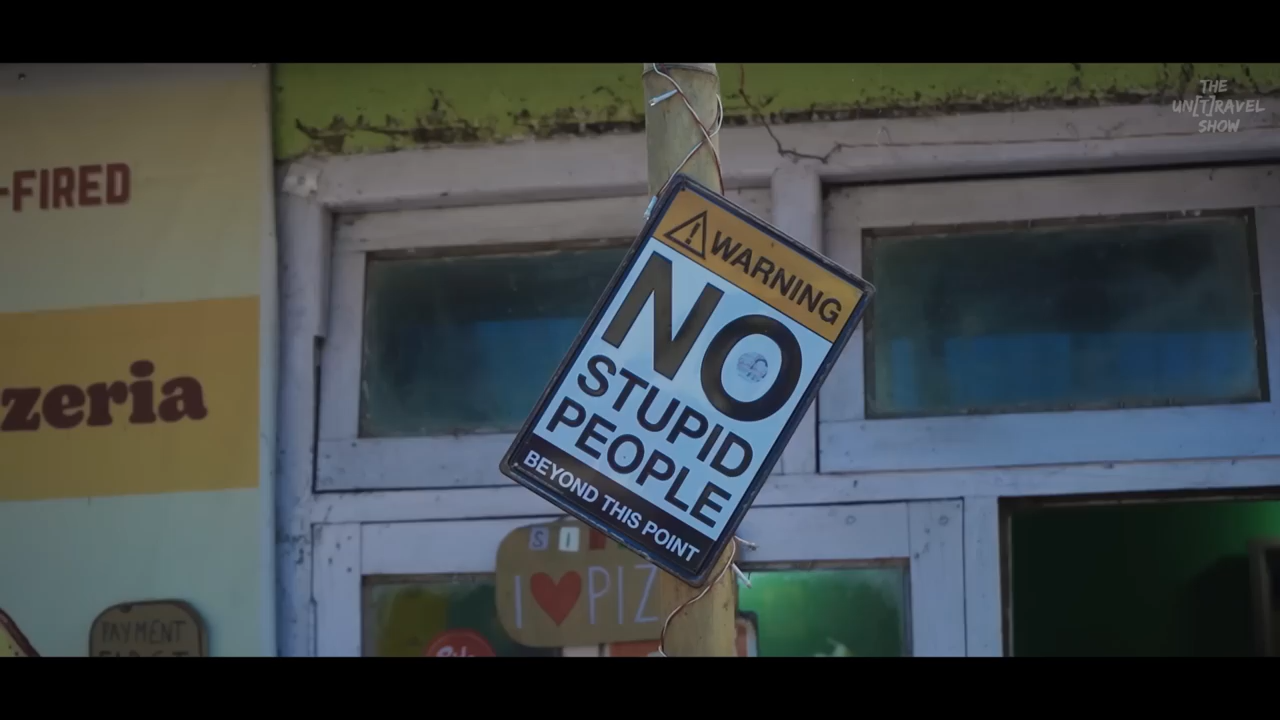 THE
UN[T]RAVEL
SHOW
-FIRED
zeria
WARNING
NO
STUPID
PEOPLE
BEYOND THIS POINT
I ❤ PIZ
PAYMENT